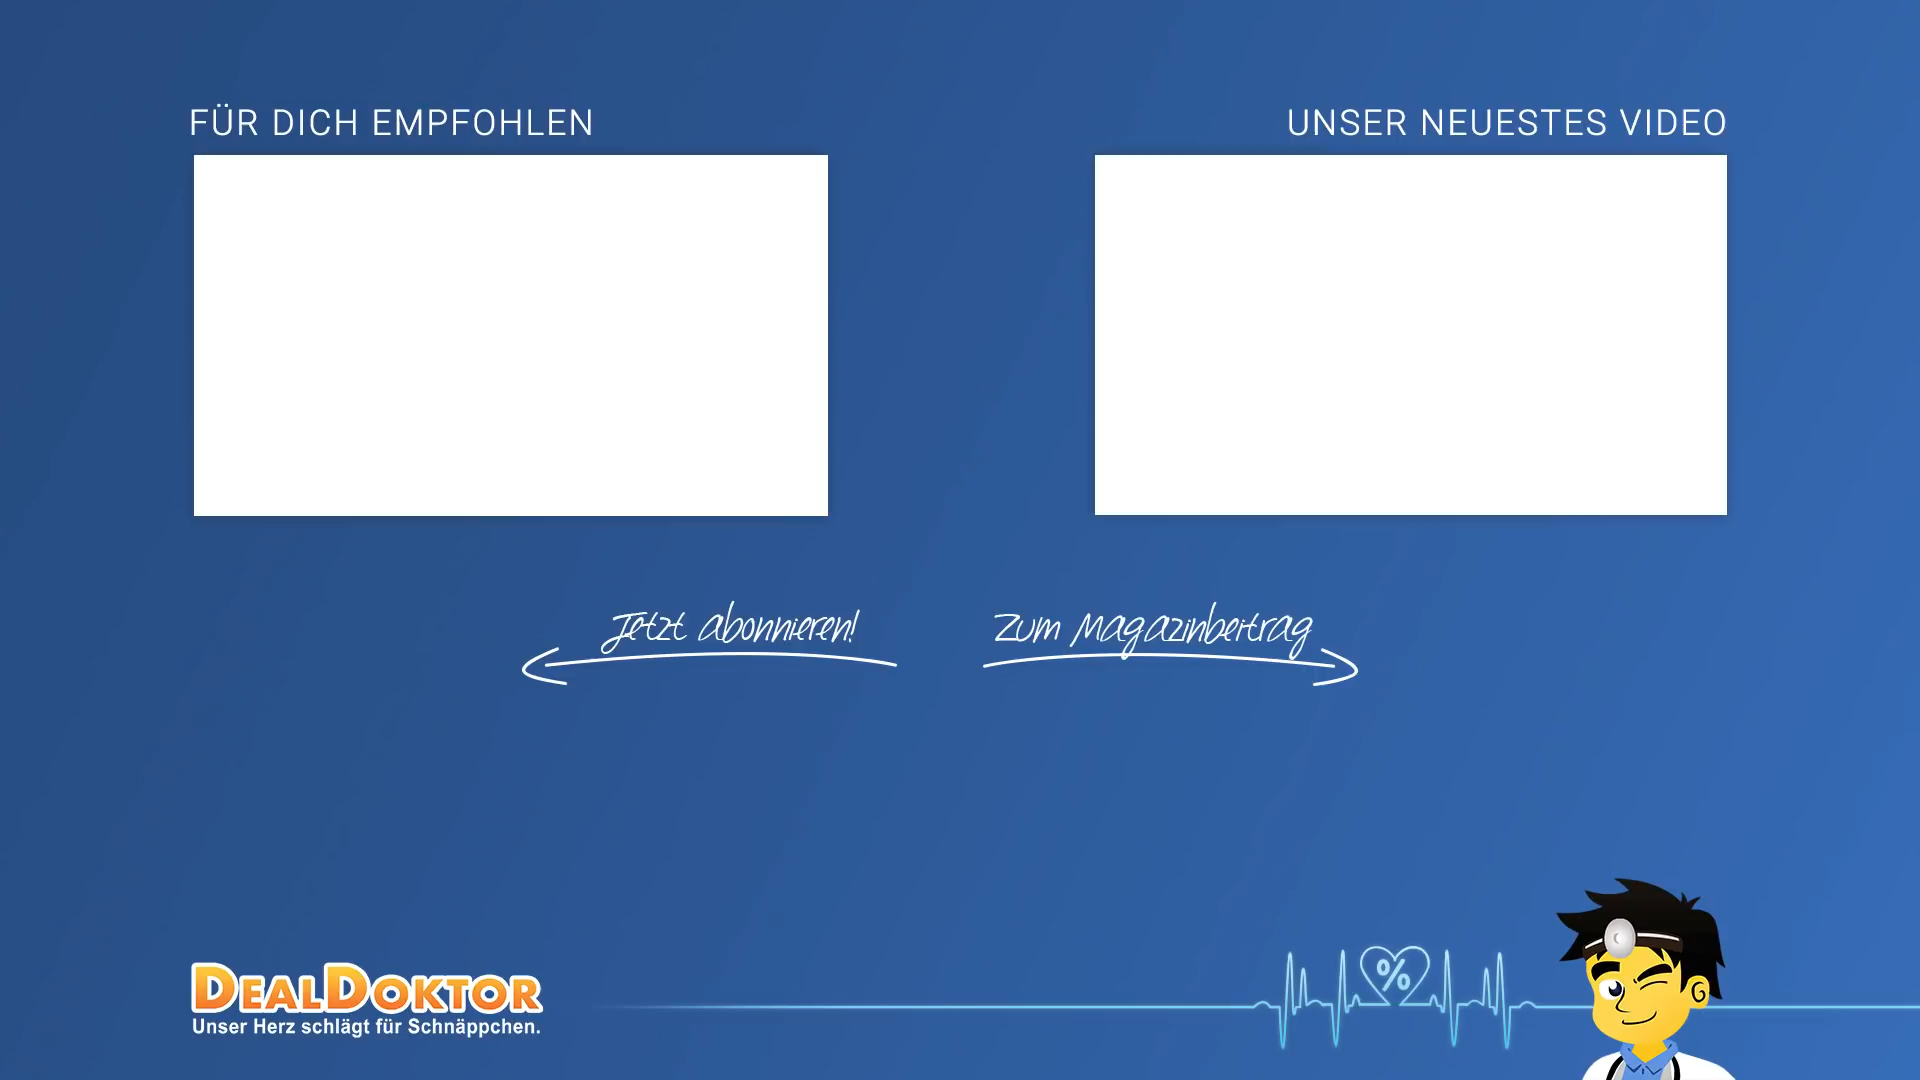 FÜR DICH EMPFOHLEN
UNSER NEUESTES VIDEO
Jetzt abonnieren!
Zum Magazinbeitrag
%
DEALDOKTOR
Unser Herz schlägt für Schnäppchen.